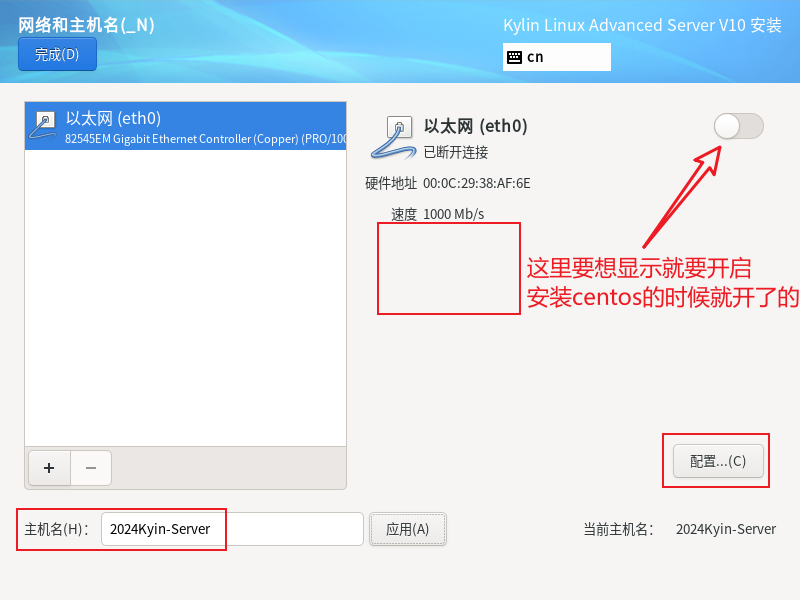 网络和主机名(_N)
Kylin Linux Advanced Server V10 安装
完成(D)
cn
以太网 (eth0)
82545EM Gigabit Ethernet Controller (Copper) (PRO/100
以太网 (eth0)
已断开连接
硬件地址 00:0C:29:38:AF:6E
速度 1000 Mb/s
这里要想显示就要开启
安装centos的时候就开了的
配置...(C)
主机名(H)： 2024Kyin-Server
应用(A)
当前主机名： 2024Kyin-Server